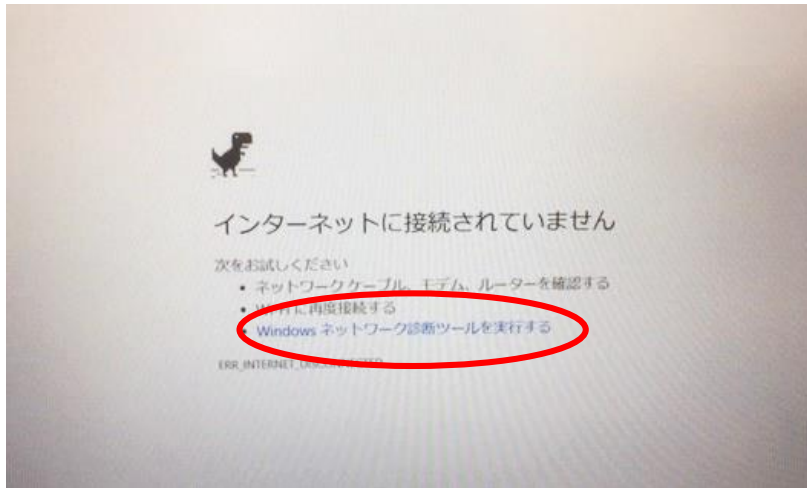 インターネットに接続されていません
次をお試しください
• ネットワーク ケーブル、モデム、ルーターを確認する
• Wi-Fi に再度接続する
• Windows ネットワーク診断ツールを実行する
ERR_INTERNET_DISCONNECTED